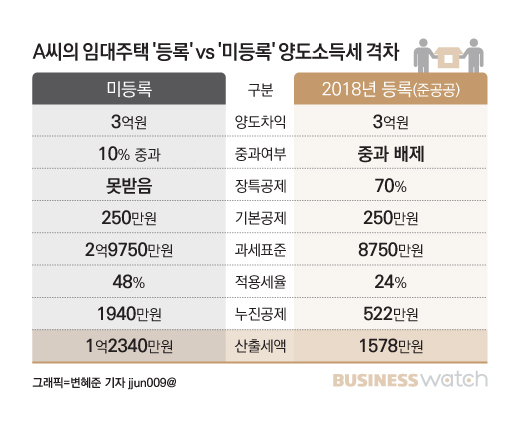 A씨의 임대주택 '등록' vs '미등록' 양도소득세 격차
미등록 구분 2018년 등록(준공공)
3억원 양도차익 3억원
10% 중과 중과여부 중과 배제
못받음 장특공제 70%
250만원 기본공제 250만원
2억9750만원 과세표준 8750만원
48% 적용세율 24%
1940만원 누진공제 522만원
1억2340만원 산출세액 1578만원
그래픽=변혜준 기자 jjun009@ BUSINESSwatch